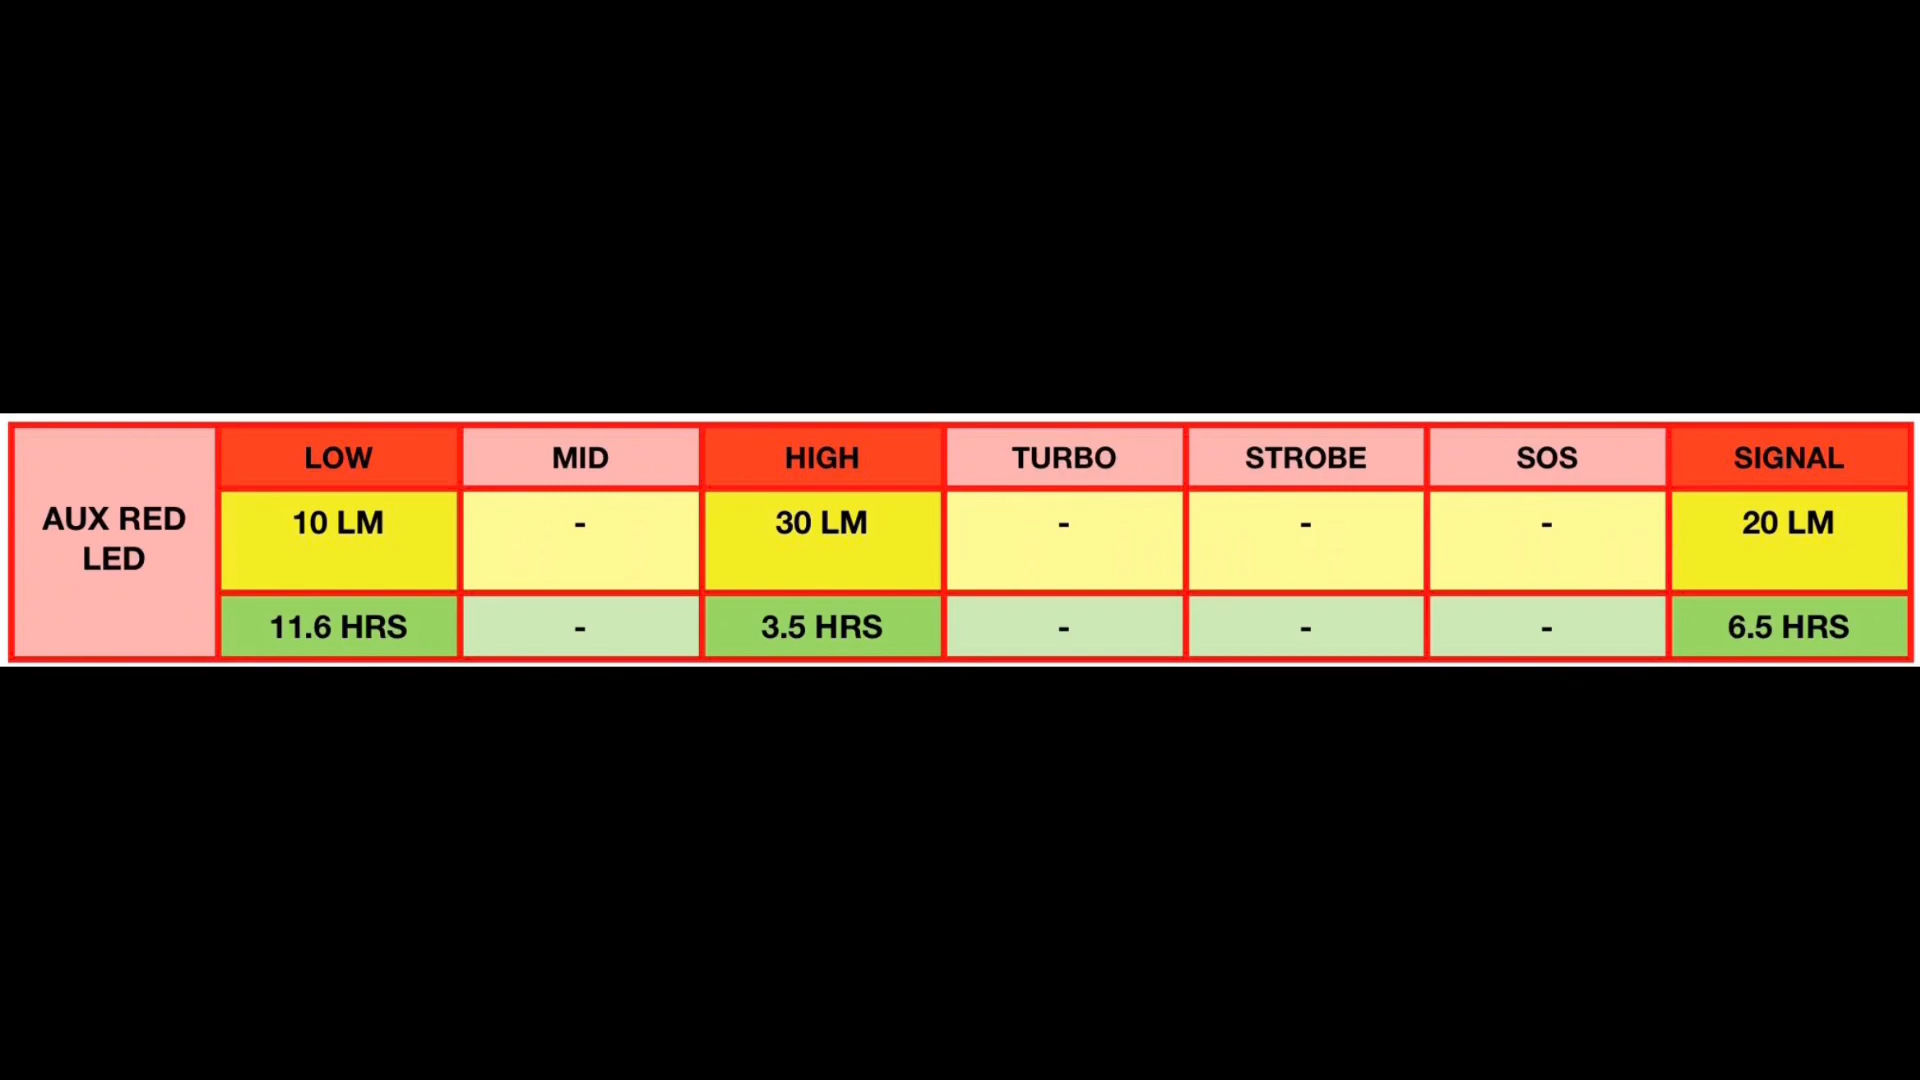 LOW MID HIGH TURBO STROBE SOS SIGNAL
AUX RED
LED
10 LM - 30 LM - - - 20 LM
11.6 HRS - 3.5 HRS - - - 6.5 HRS